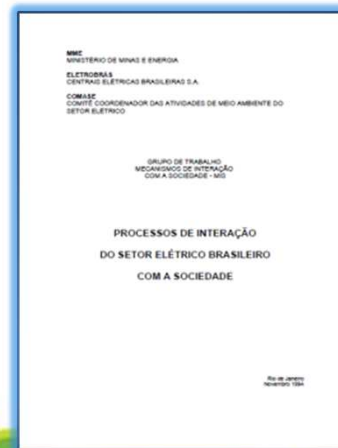 MME
MINISTÉRIO DE MINAS E ENERGIA
ELETROBRÁS
CENTRAIS ELÉTRICAS BRASILEIRAS S.A.
COMASE
COMITÊ COORDENADOR DAS ATIVIDADES DE MEIO AMBIENTE DO
SETOR ELÉTRICO
GRUPO DE TRABALHO
MECANISMOS DE INTERAÇÃO
COM A SOCIEDADE - MIS
PROCESSOS DE INTERAÇÃO
DO SETOR ELÉTRICO BRASILEIRO
COM A SOCIEDADE
Rio de Janeiro
Novembro 1994